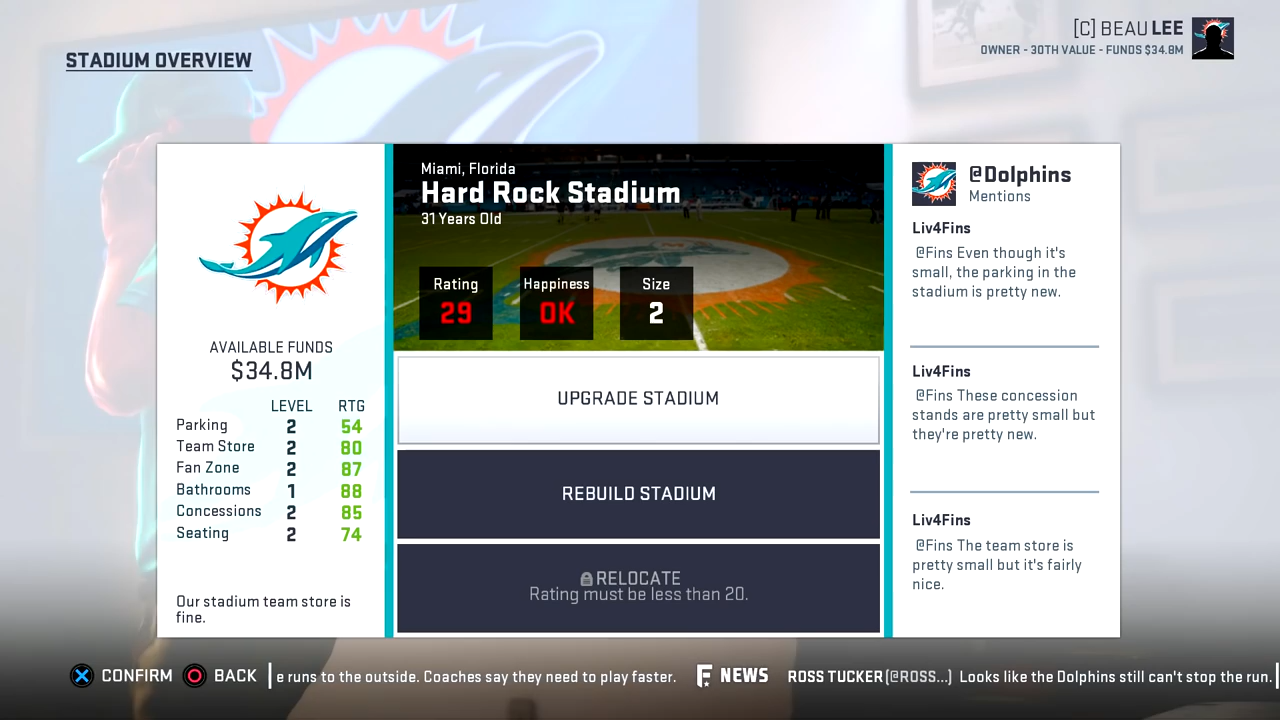 STADIUM OVERVIEW
[C] BEAU LEE
OWNER - 30TH VALUE - FUNDS $34.8M
AVAILABLE FUNDS
$34.8M
LEVEL RTG
Parking 2 54
Team Store 2 80
Fan Zone 2 87
Bathrooms 1 88
Concessions 2 85
Seating 2 74
Our stadium team store is
fine.
Miami, Florida
Hard Rock Stadium
31 Years Old
Rating Happiness Size
29 OK 2
UPGRADE STADIUM
REBUILD STADIUM
RELOCATE
Rating must be less than 20.
@Dolphins
Mentions
Liv4Fins
@Fins Even though it's
small, the parking in the
stadium is pretty new.
Liv4Fins
@Fins These concession
stands are pretty small but
they're pretty new.
Liv4Fins
@Fins The team store is
pretty small but it's fairly
nice.
CONFIRM BACK e runs to the outside. Coaches say they need to play faster. F NEWS ROSS TUCKER (@ROSS...) Looks like the Dolphins still can't stop the run.